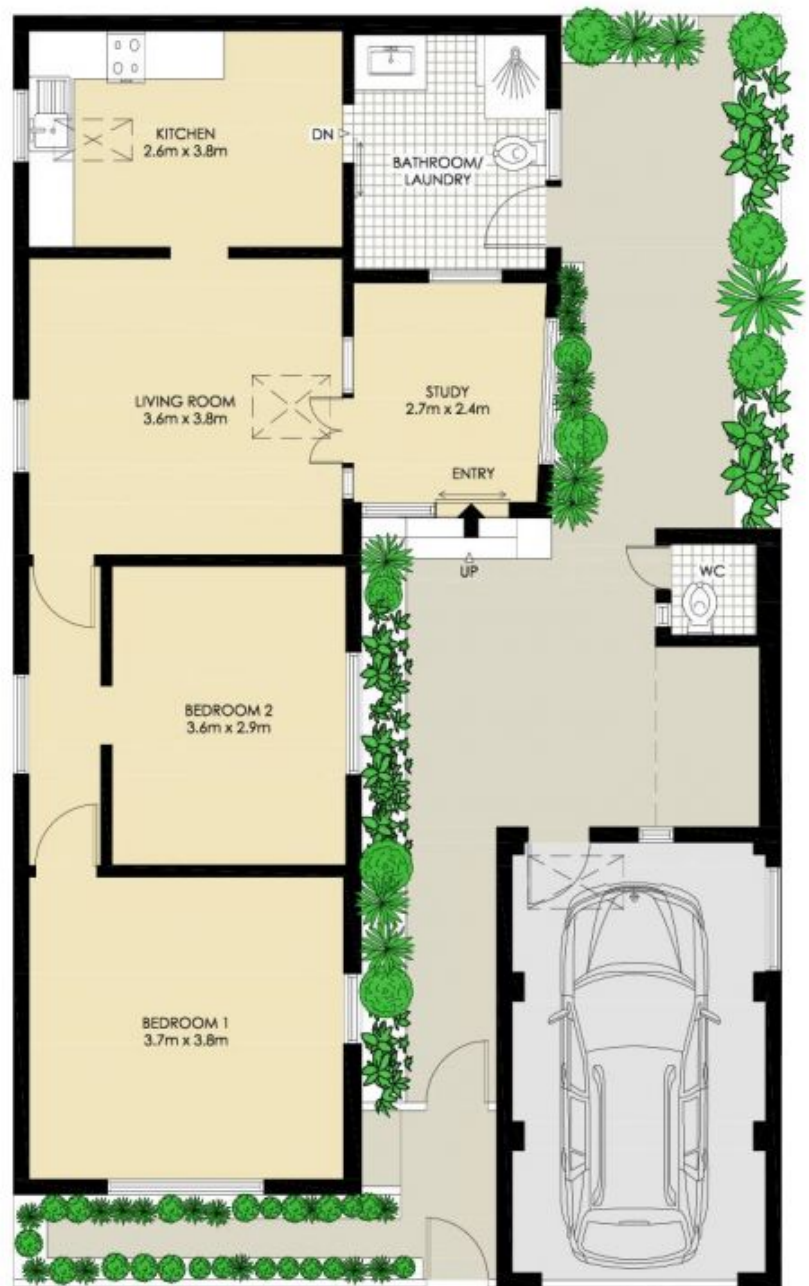 KITCHEN
2.6m x 3.8m
DN
BATHROOM/
LAUNDRY
LIVING ROOM
3.6m x 3.8m
STUDY
2.7m x 2.4m
ENTRY
UP
WC
BEDROOM 2
3.6m x 2.9m
BEDROOM 1
3.7m x 3.8m